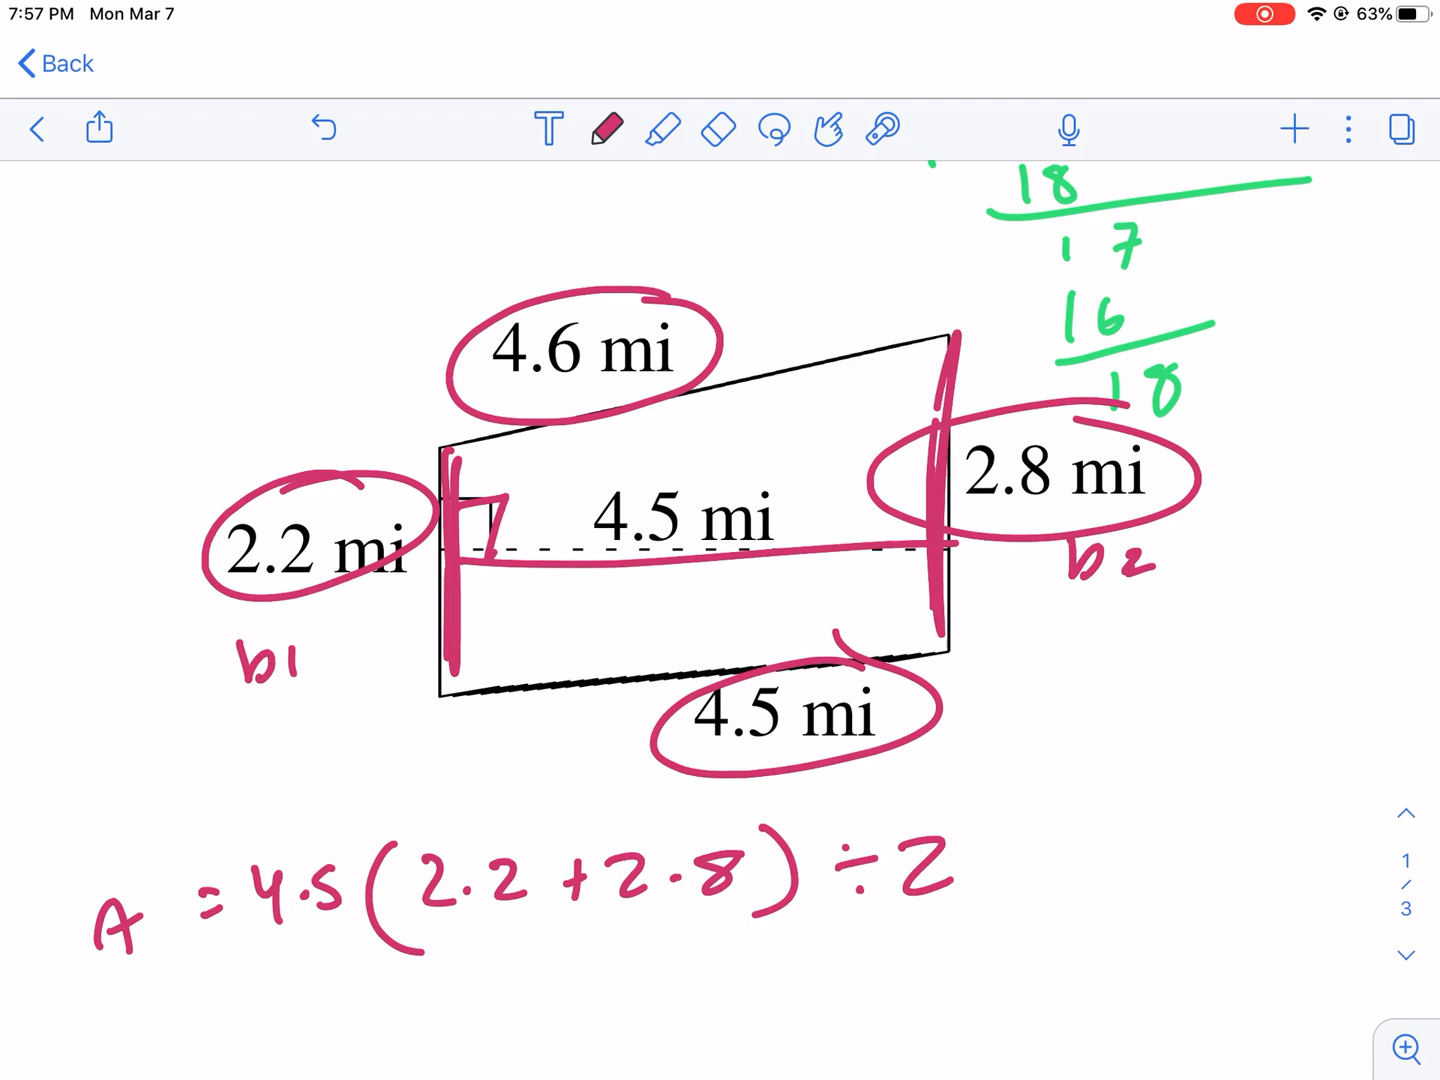 7:57 PM Mon Mar 7
63%
Back
T
18
17
16
18
4.6 mi
2.8 mi
4.5 mi
2.2 mi
b2
b1
4.5 mi
A = 4.5 (2.2 + 2.8) ÷ 2
1
/
3